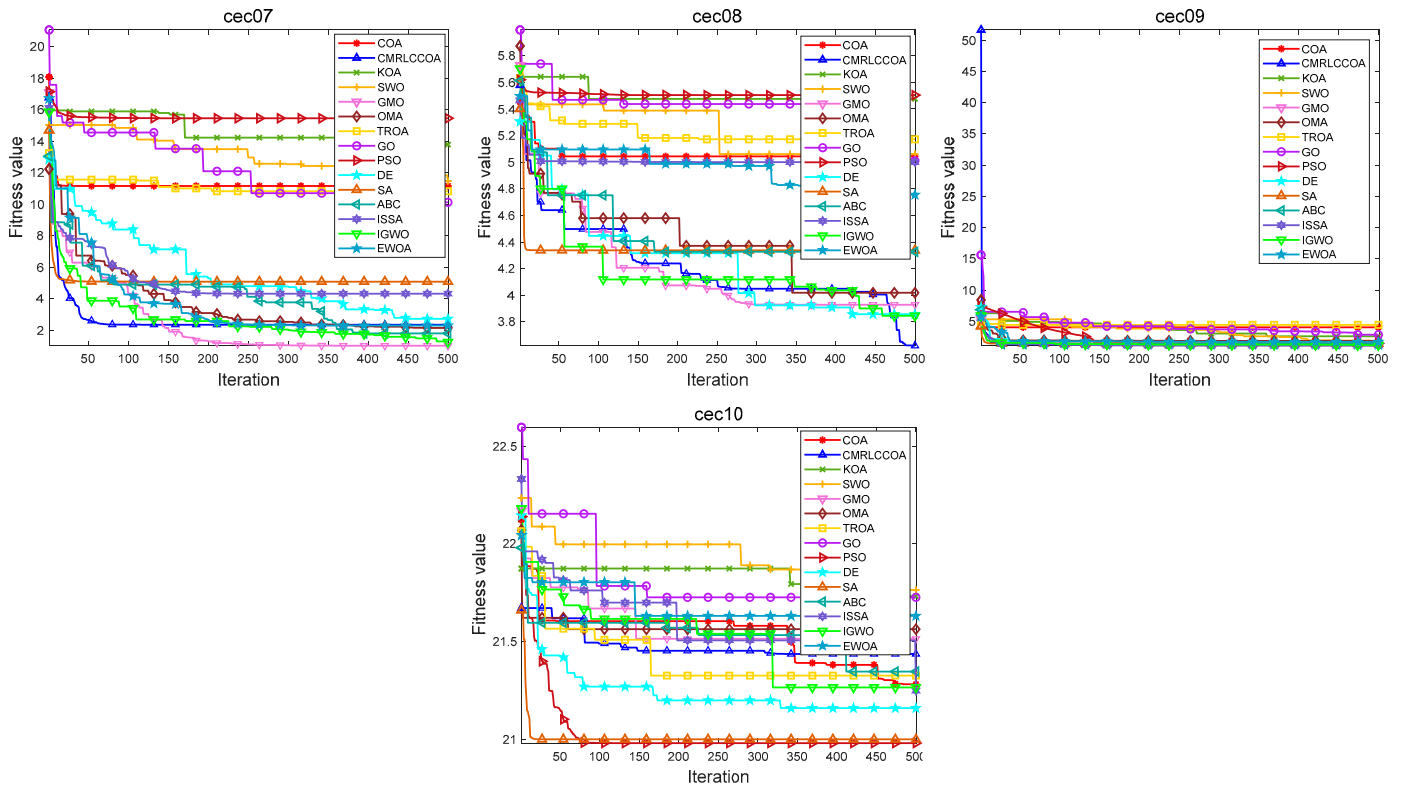 cec07
Fitness value
20
18
16
14
12
10
8
6
4
2
50
100
150
200
250
300
350
400
450
500
Iteration
COA
CMRLCCOA
KOA
SWO
GMO
OMA
TROA
GO
PSO
DE
SA
ABC
ISSA
IGWO
EWOA
cec08
Fitness value
5.8
5.6
5.4
5.2
5
4.8
4.6
4.4
4.2
4
3.8
50
100
150
200
250
300
350
400
450
500
Iteration
COA
CMRLCCOA
KOA
SWO
GMO
OMA
TROA
GO
PSO
DE
SA
ABC
ISSA
IGWO
EWOA
cec09
Fitness value
50
45
40
35
30
25
20
15
10
5
50
100
150
200
250
300
350
400
450
500
Iteration
COA
CMRLCCOA
KOA
SWO
GMO
OMA
TROA
GO
PSO
DE
SA
ABC
ISSA
IGWO
EWOA
cec10
Fitness value
22.5
22
21.5
21
50
100
150
200
250
300
350
400
450
500
Iteration
COA
CMRLCCOA
KOA
SWO
GMO
OMA
TROA
GO
PSO
DE
SA
ABC
ISSA
IGWO
EWOA